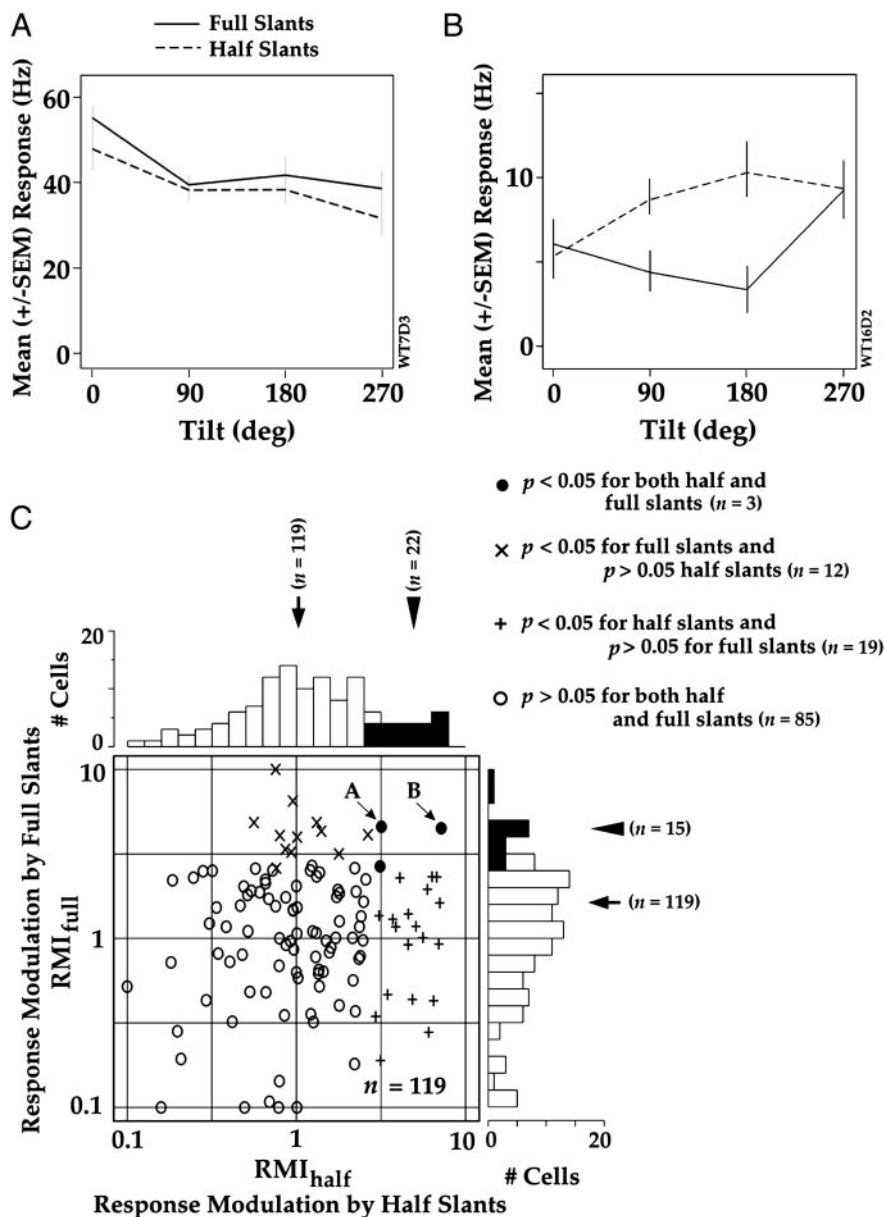 A
Full Slants
Half Slants
Mean (+/-SEM) Response (Hz)
60
40
20
0
0 90 180 270
Tilt (deg)
WT7D3
B
Mean (+/-SEM) Response (Hz)
10
0
0 90 180 270
Tilt (deg)
WT16D2
p < 0.05 for both half and
full slants (n = 3)
p < 0.05 for full slants and
p > 0.05 half slants (n = 12)
p < 0.05 for half slants and
p > 0.05 for full slants (n = 19)
p > 0.05 for both half
and full slants (n = 85)
C
(n = 119)
(n = 22)
# Cells
20
0
Response Modulation by Full Slants
RMIfull
10
1
0.1
A
B
n = 119
0.1 1 10
RMIhalf
Response Modulation by Half Slants
(n = 15)
(n = 119)
0 20
# Cells